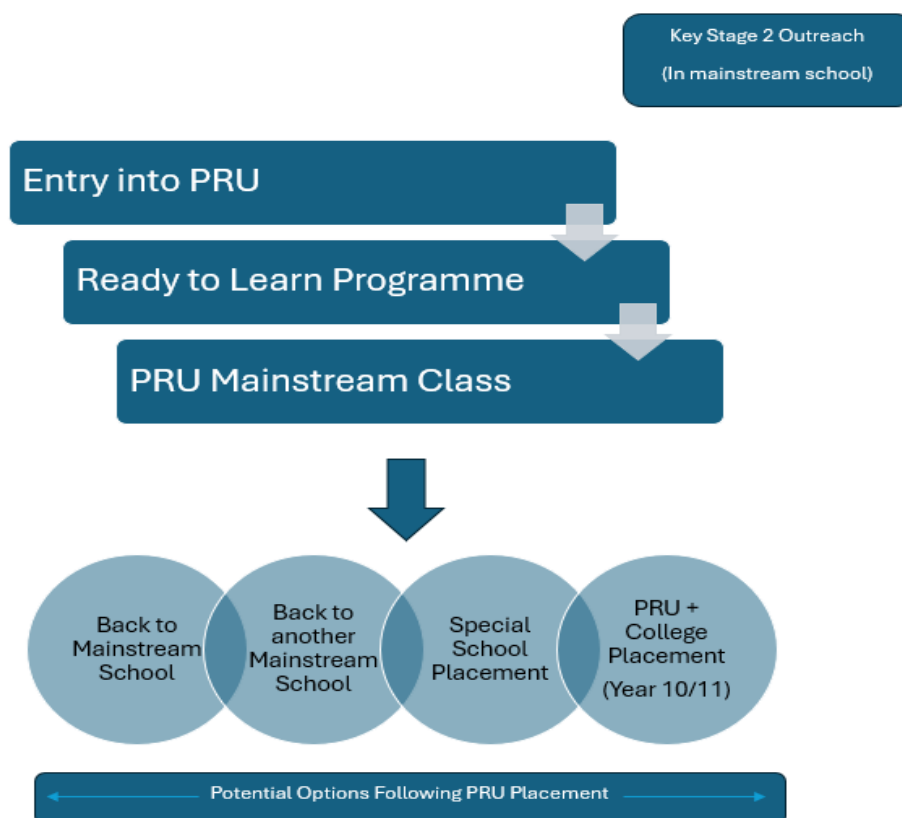 Key Stage 2 Outreach
(In mainstream school)
Entry into PRU
Ready to Learn Programme
PRU Mainstream Class
Back to
Mainstream
School
Back to
another
Mainstream
School
Special
School
Placement
PRU +
College
Placement
(Year 10/11)
Potential Options Following PRU Placement